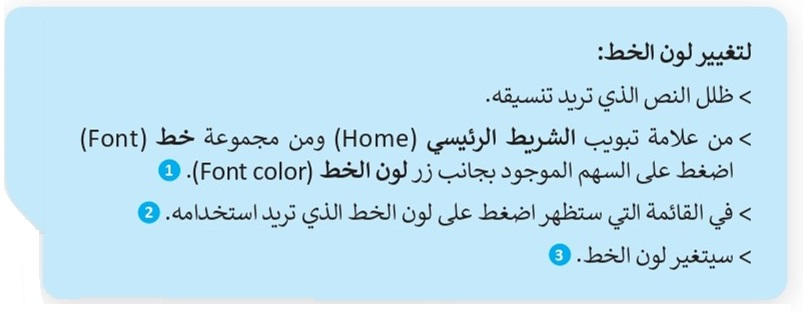 لتغيير لون الخط:
> ظلل النص الذي تريد تنسيقه.
> من علامة تبويب الشريط الرئيسي (Home) ومن مجموعة خط (Font)
اضغط على السهم الموجود بجانب زر لون الخط (Font color). 1
> في القائمة التي ستظهر اضغط على لون الخط الذي تريد استخدامه. 2
> سيتغير لون الخط. 3